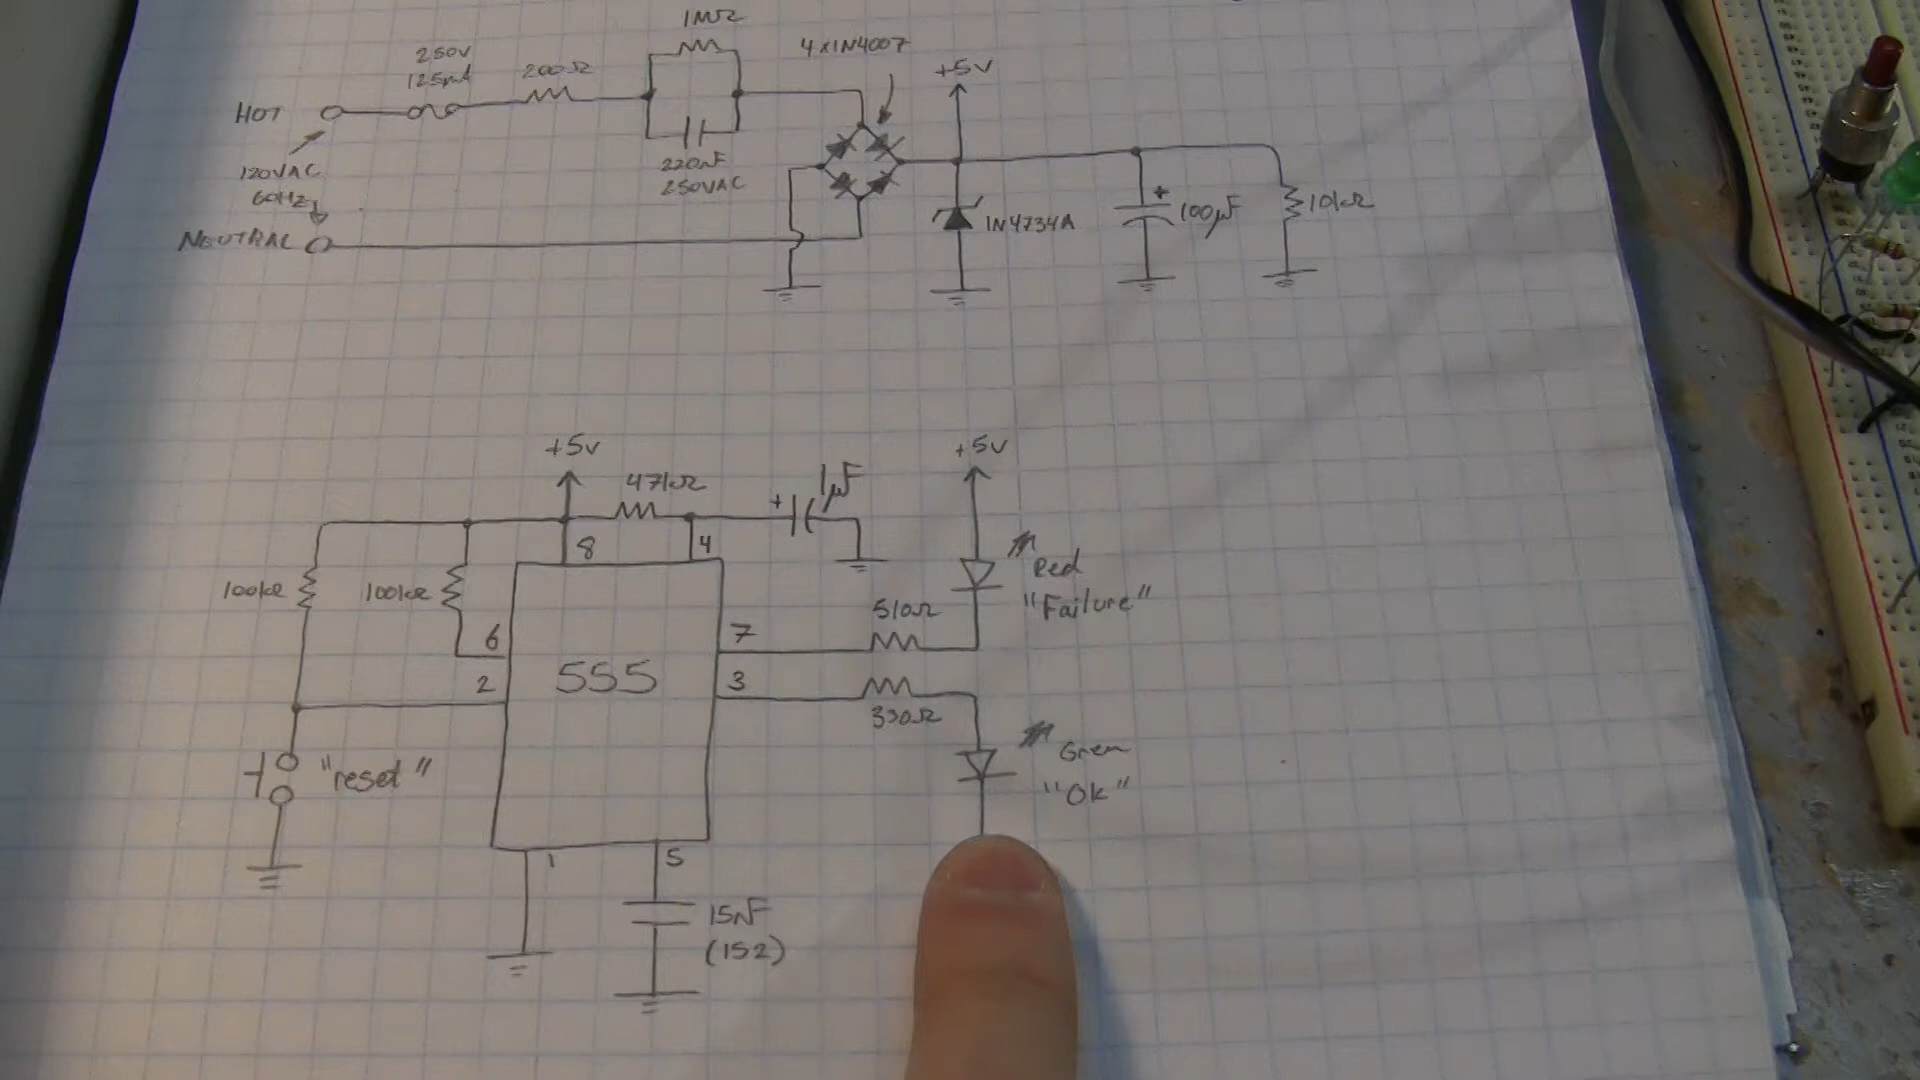 1MΩ
250V
125mA
200Ω
4x1N4007
+5V
HOT
120VAC
60Hz
220nF
250VAC
NEUTRAL
1N4734A
+
100µF
10kΩ
+5V
47kΩ
+
1µF
+5V
8
4
100kΩ
100kΩ
Red
"Failure"
510Ω
6
7
2
555
3
330Ω
Green
"Ok"
"reset"
1
5
15nF
(152)